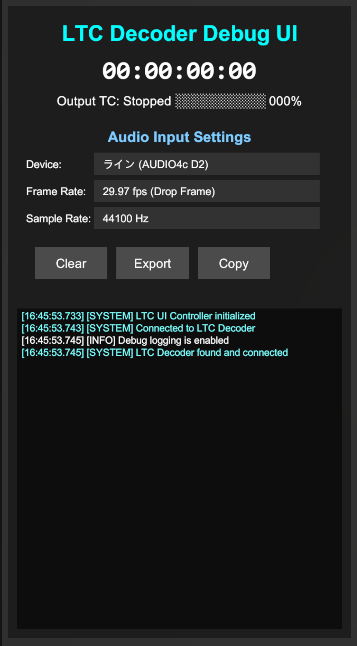 LTC Decoder Debug UI
00:00:00:00
Output TC: Stopped ░░░░░░░░░░ 000%
Audio Input Settings
Device: ライン (AUDIO4c D2)
Frame Rate: 29.97 fps (Drop Frame)
Sample Rate: 44100 Hz
Clear Export Copy
[16:45:53.733] [SYSTEM] LTC UI Controller initialized
[16:45:53.743] [SYSTEM] Connected to LTC Decoder
[16:45:53.745] [INFO] Debug logging is enabled
[16:45:53.745] [SYSTEM] LTC Decoder found and connected